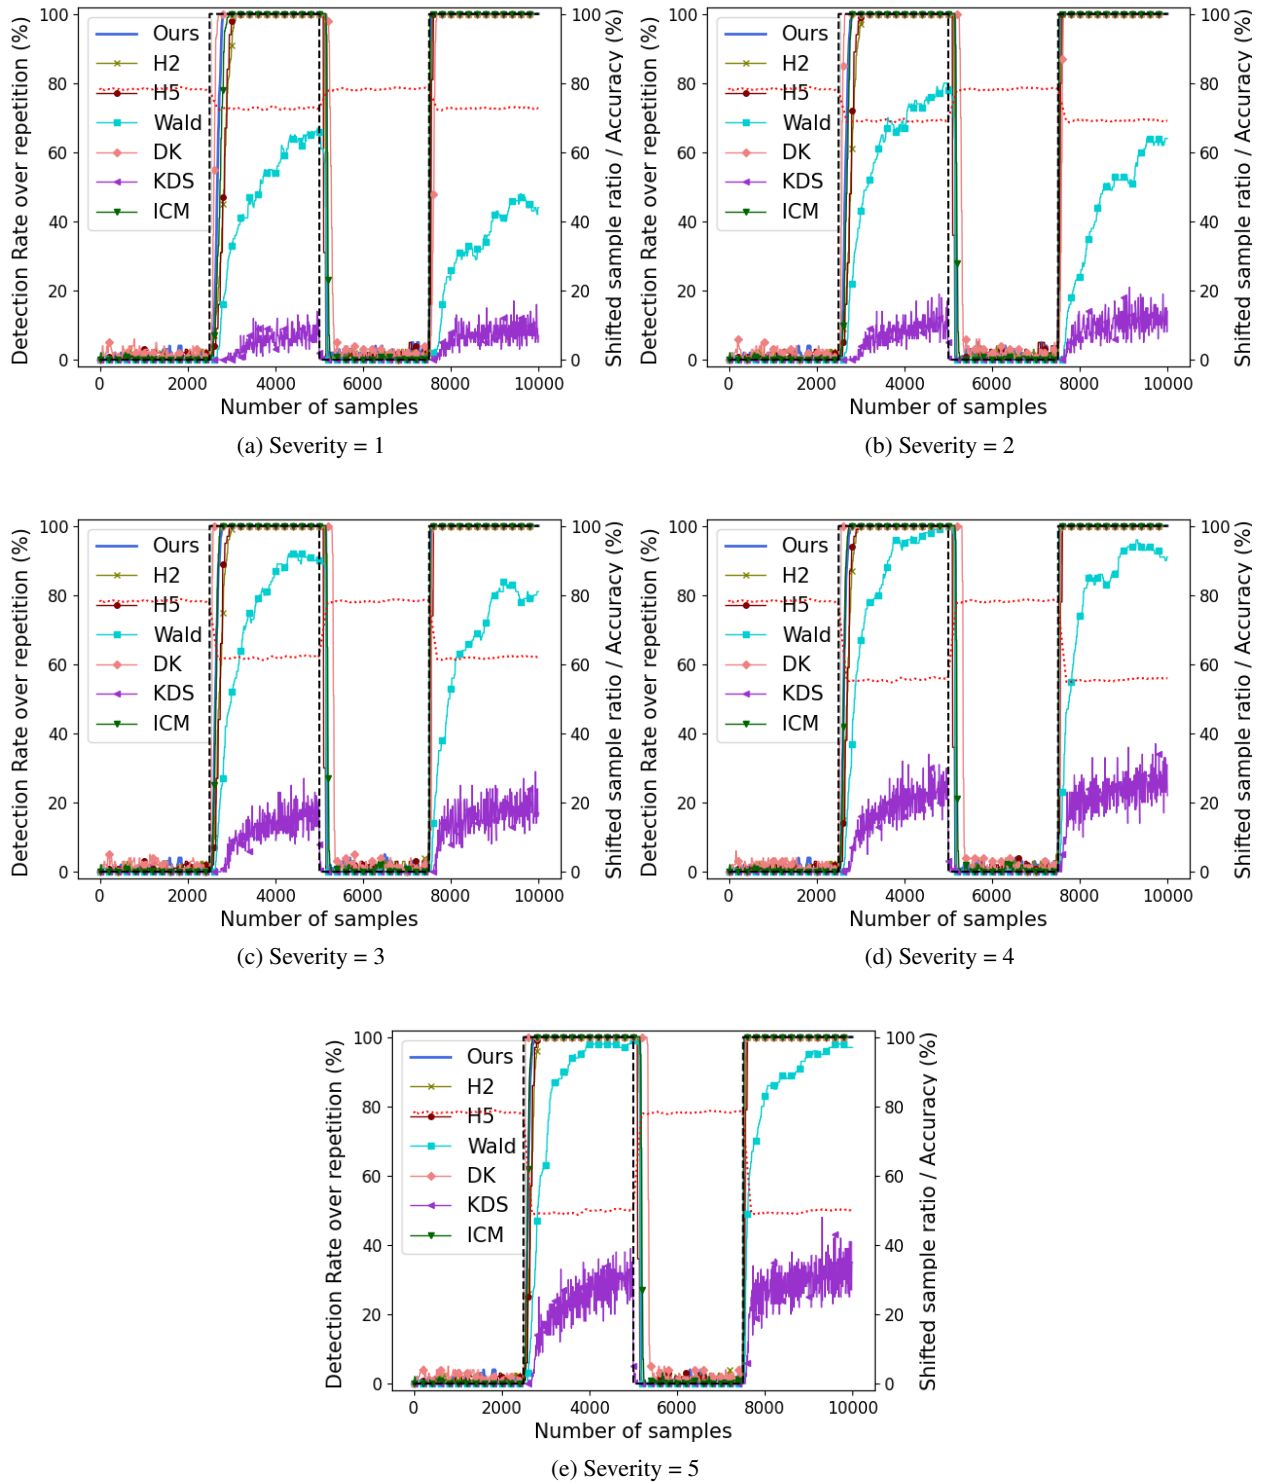 Detection Rate over repetition (%)
100
80
60
40
20
0
Ours
H2
H5
Wald
DK
KDS
ICM
100
80
60
40
20
0
Shifted sample ratio / Accuracy (%)
0 2000 4000 6000 8000 10000
Number of samples
(a) Severity = 1
Detection Rate over repetition (%)
100
80
60
40
20
0
Ours
H2
H5
Wald
DK
KDS
ICM
100
80
60
40
20
0
Shifted sample ratio / Accuracy (%)
0 2000 4000 6000 8000 10000
Number of samples
(b) Severity = 2
Detection Rate over repetition (%)
100
80
60
40
20
0
Ours
H2
H5
Wald
DK
KDS
ICM
100
80
60
40
20
0
Shifted sample ratio / Accuracy (%)
0 2000 4000 6000 8000 10000
Number of samples
(c) Severity = 3
Detection Rate over repetition (%)
100
80
60
40
20
0
Ours
H2
H5
Wald
DK
KDS
ICM
100
80
60
40
20
0
Shifted sample ratio / Accuracy (%)
0 2000 4000 6000 8000 10000
Number of samples
(d) Severity = 4
Detection Rate over repetition (%)
100
80
60
40
20
0
Ours
H2
H5
Wald
DK
KDS
ICM
100
80
60
40
20
0
Shifted sample ratio / Accuracy (%)
0 2000 4000 6000 8000 10000
Number of samples
(e) Severity = 5